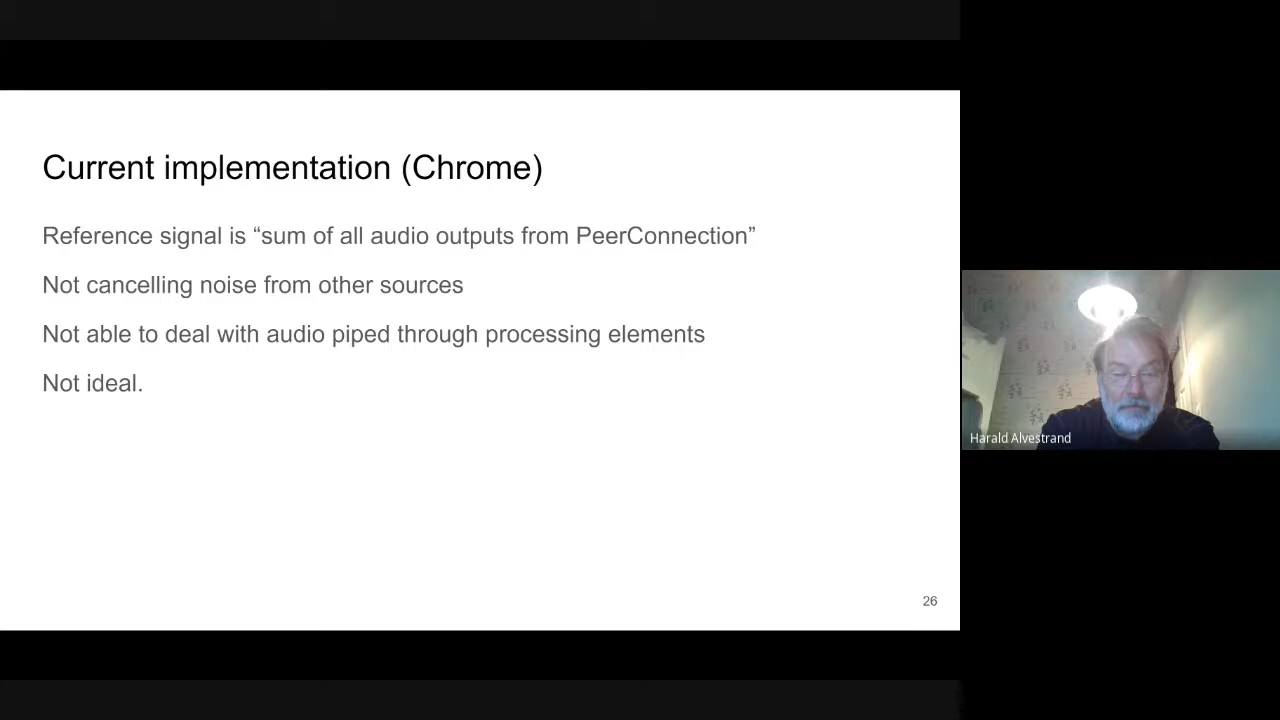 Current implementation (Chrome)
Reference signal is “sum of all audio outputs from PeerConnection”
Not cancelling noise from other sources
Not able to deal with audio piped through processing elements
Not ideal.
26
Harald Alvestrand